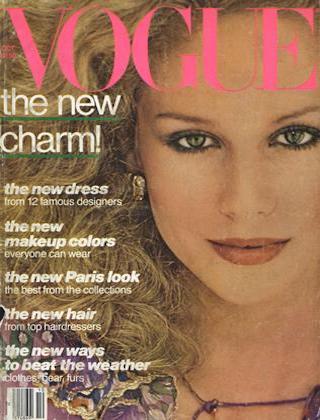 VOGUE
OCT
the new
charm!
the new dress
from 12 famous designers
the new
makeup colors
everyone can wear
the new Paris look
the best from the collections
the new hair
from top hairdressers
the new ways
to beat the weather
clothes, gear, furs